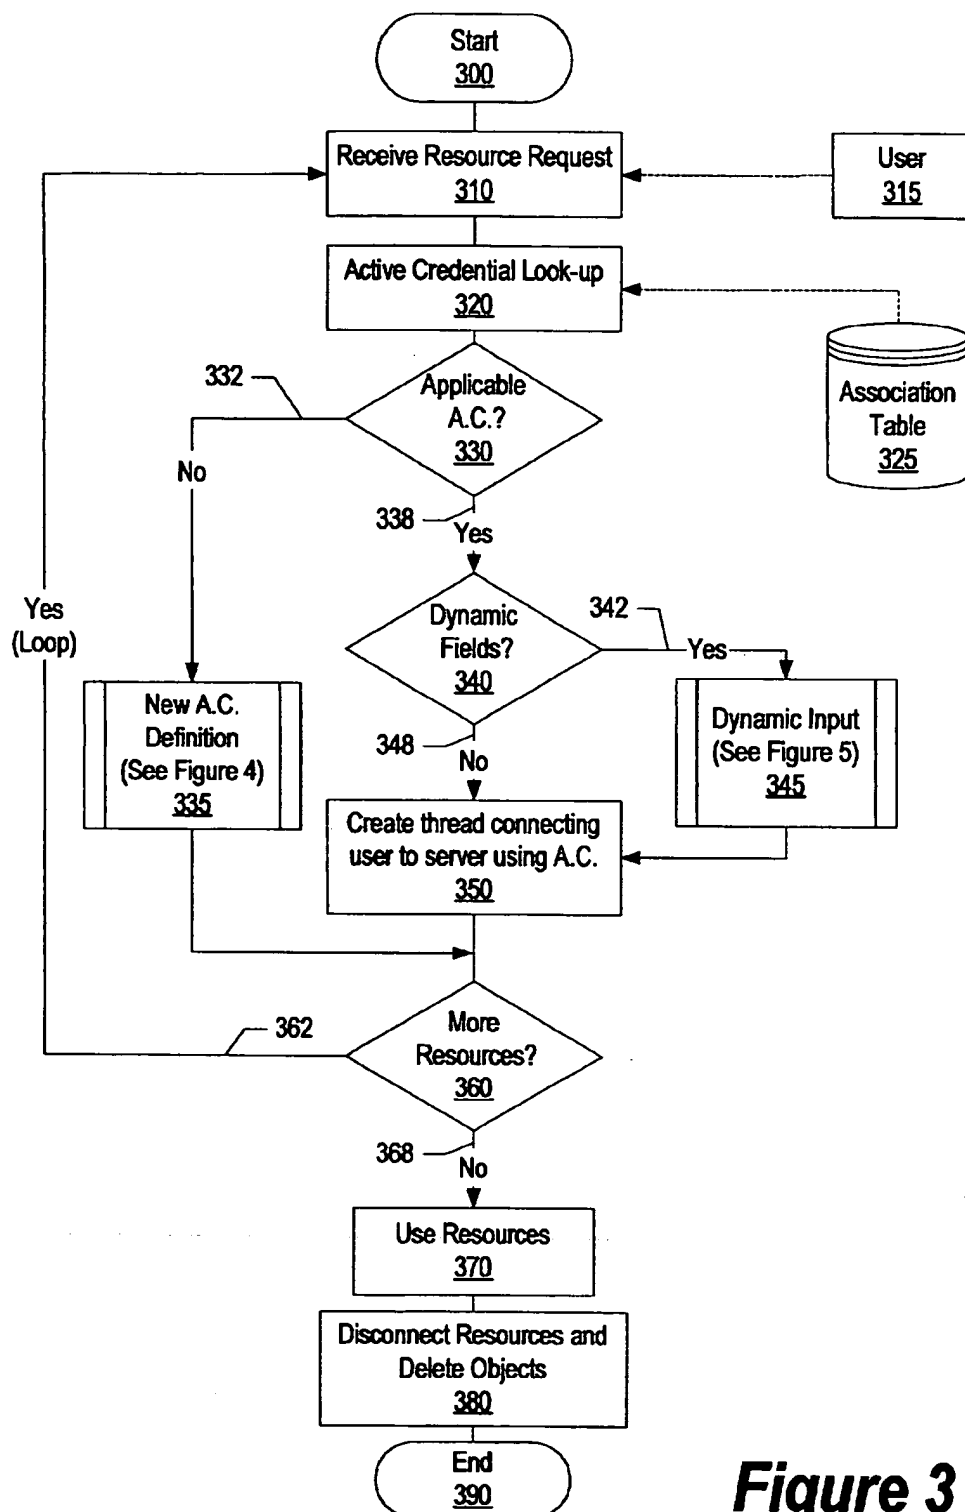 Start
300
Receive Resource Request
310
User
315
Active Credential Look-up
320
Association
Table
325
Applicable
A.C.?
330
332
No
338
Yes
Dynamic
Fields?
340
342
Yes
Yes
(Loop)
New A.C.
Definition
(See Figure 4)
335
Dynamic Input
(See Figure 5)
345
348
No
Create thread connecting
user to server using A.C.
350
362
More
Resources?
360
368
No
Use Resources
370
Disconnect Resources and
Delete Objects
380
End
390
Figure 3